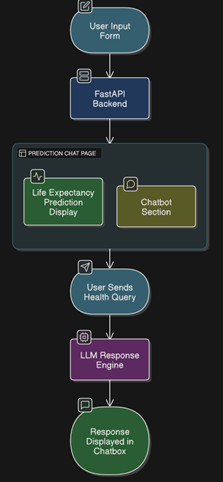 User Input
Form
FastAPI
Backend
PREDICTION CHAT PAGE
Life Expectancy
Prediction
Display
Chatbot
Section
User Sends
Health Query
LLM Response
Engine
Response
Displayed in
Chatbox